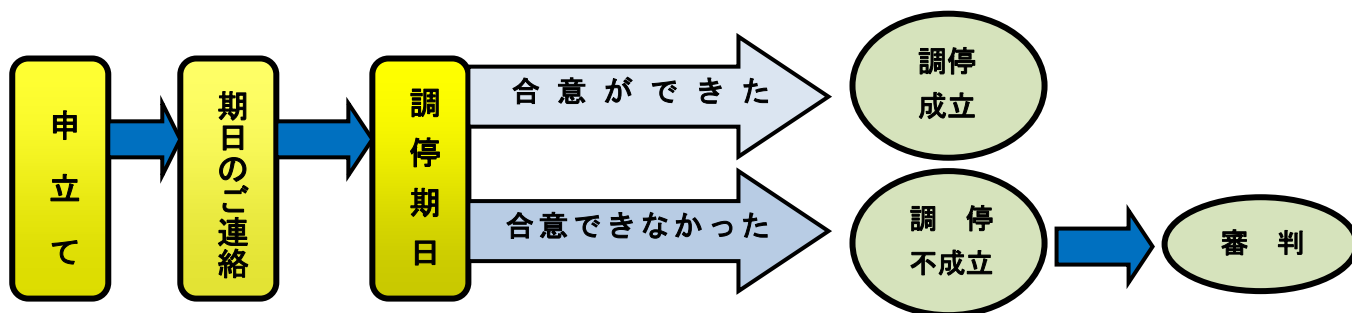 申立て
期日のご連絡
調停期日
合意ができた
調停
成立
合意できなかった
調停
不成立
審判